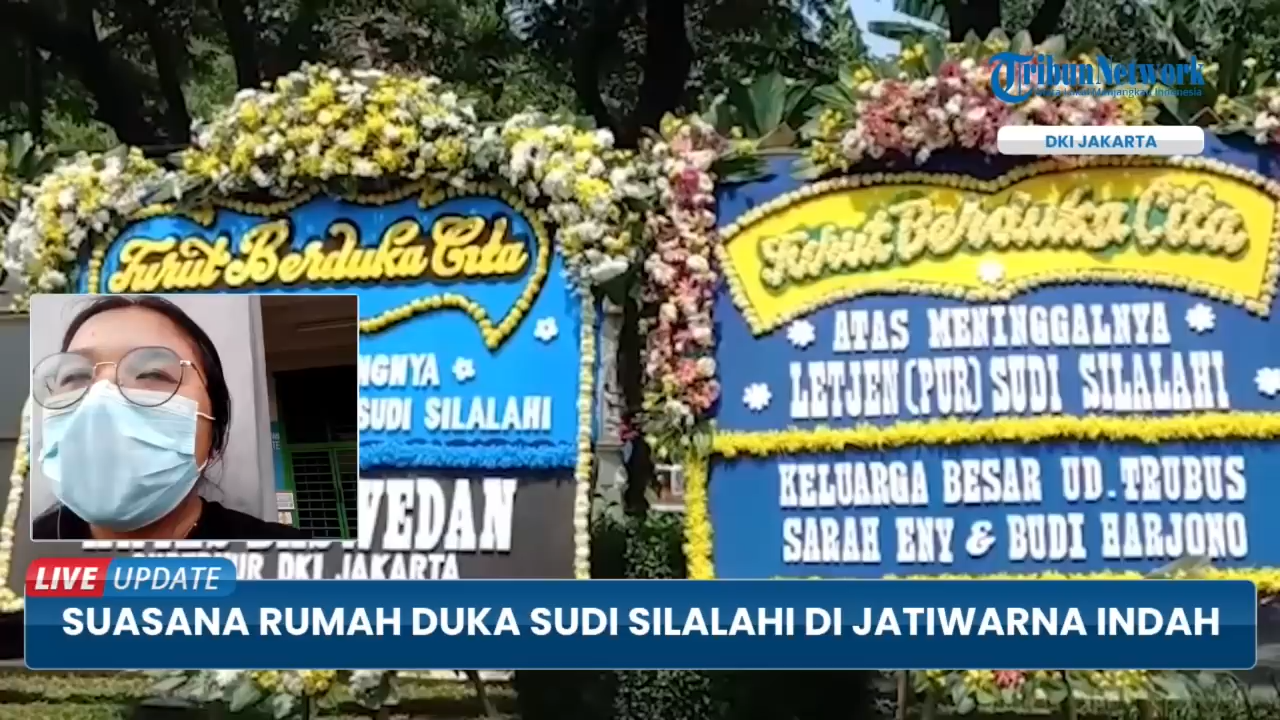 TribunNetwork
DKI JAKARTA
Turut Berduka Cita
SUDI SILALAHI
WEDAN
DKI JAKARTA
Turut Berduka Cita
ATAS MENINGGALNYA
LETJEN (PUR) SUDI SILALAHI
KELUARGA BESAR UD. TRUBUS
SARAH ENY & BUDI HARJONO
LIVE UPDATE
SUASANA RUMAH DUKA SUDI SILALAHI DI JATIWARNA INDAH